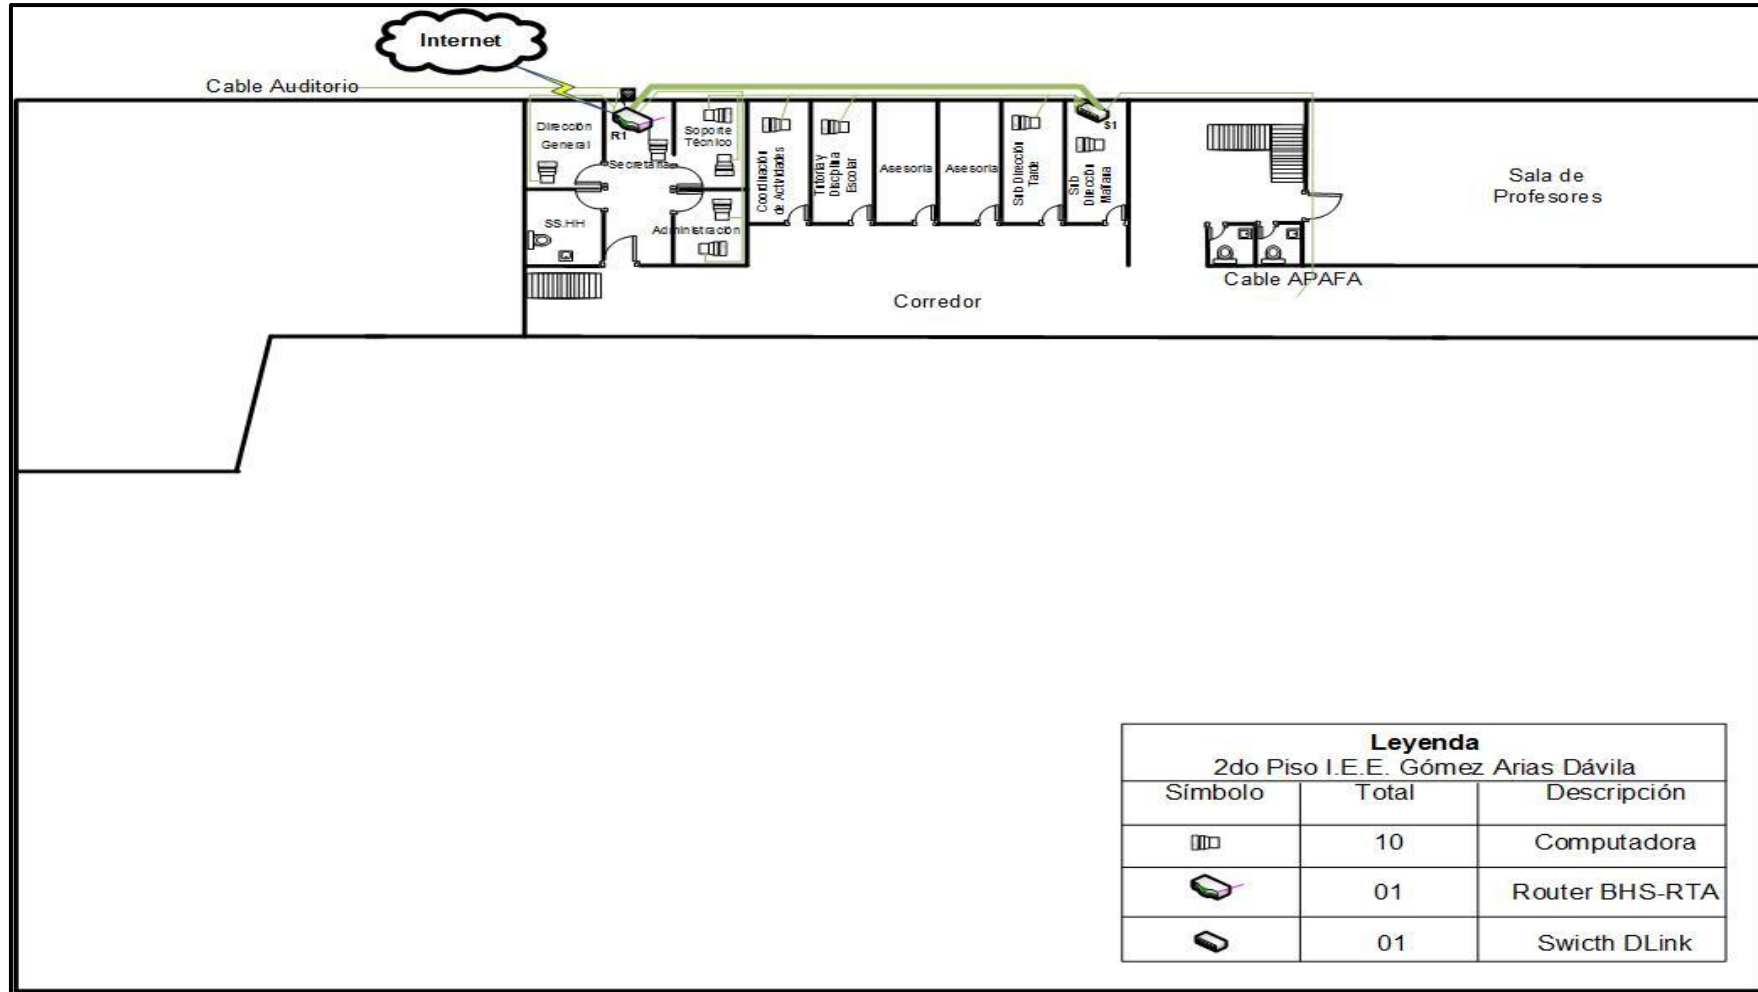 Internet
Cable Auditorio
Dirección
General
R1
Secretaria
Soporte
Técnico
SS.HH
Administración
Coordinación
de Actividades
Tutoria y
Disciplina
Escolar
Asesoria
Asesoria
Sub Dirección
Tarde
Sub
Dirección
Mañana
S1
Sala de
Profesores
Cable APAFA
Corredor
Leyenda
2do Piso I.E.E. Gómez Arias Dávila
Símbolo Total Descripción
10 Computadora
01 Router BHS-RTA
01 Swicth DLink